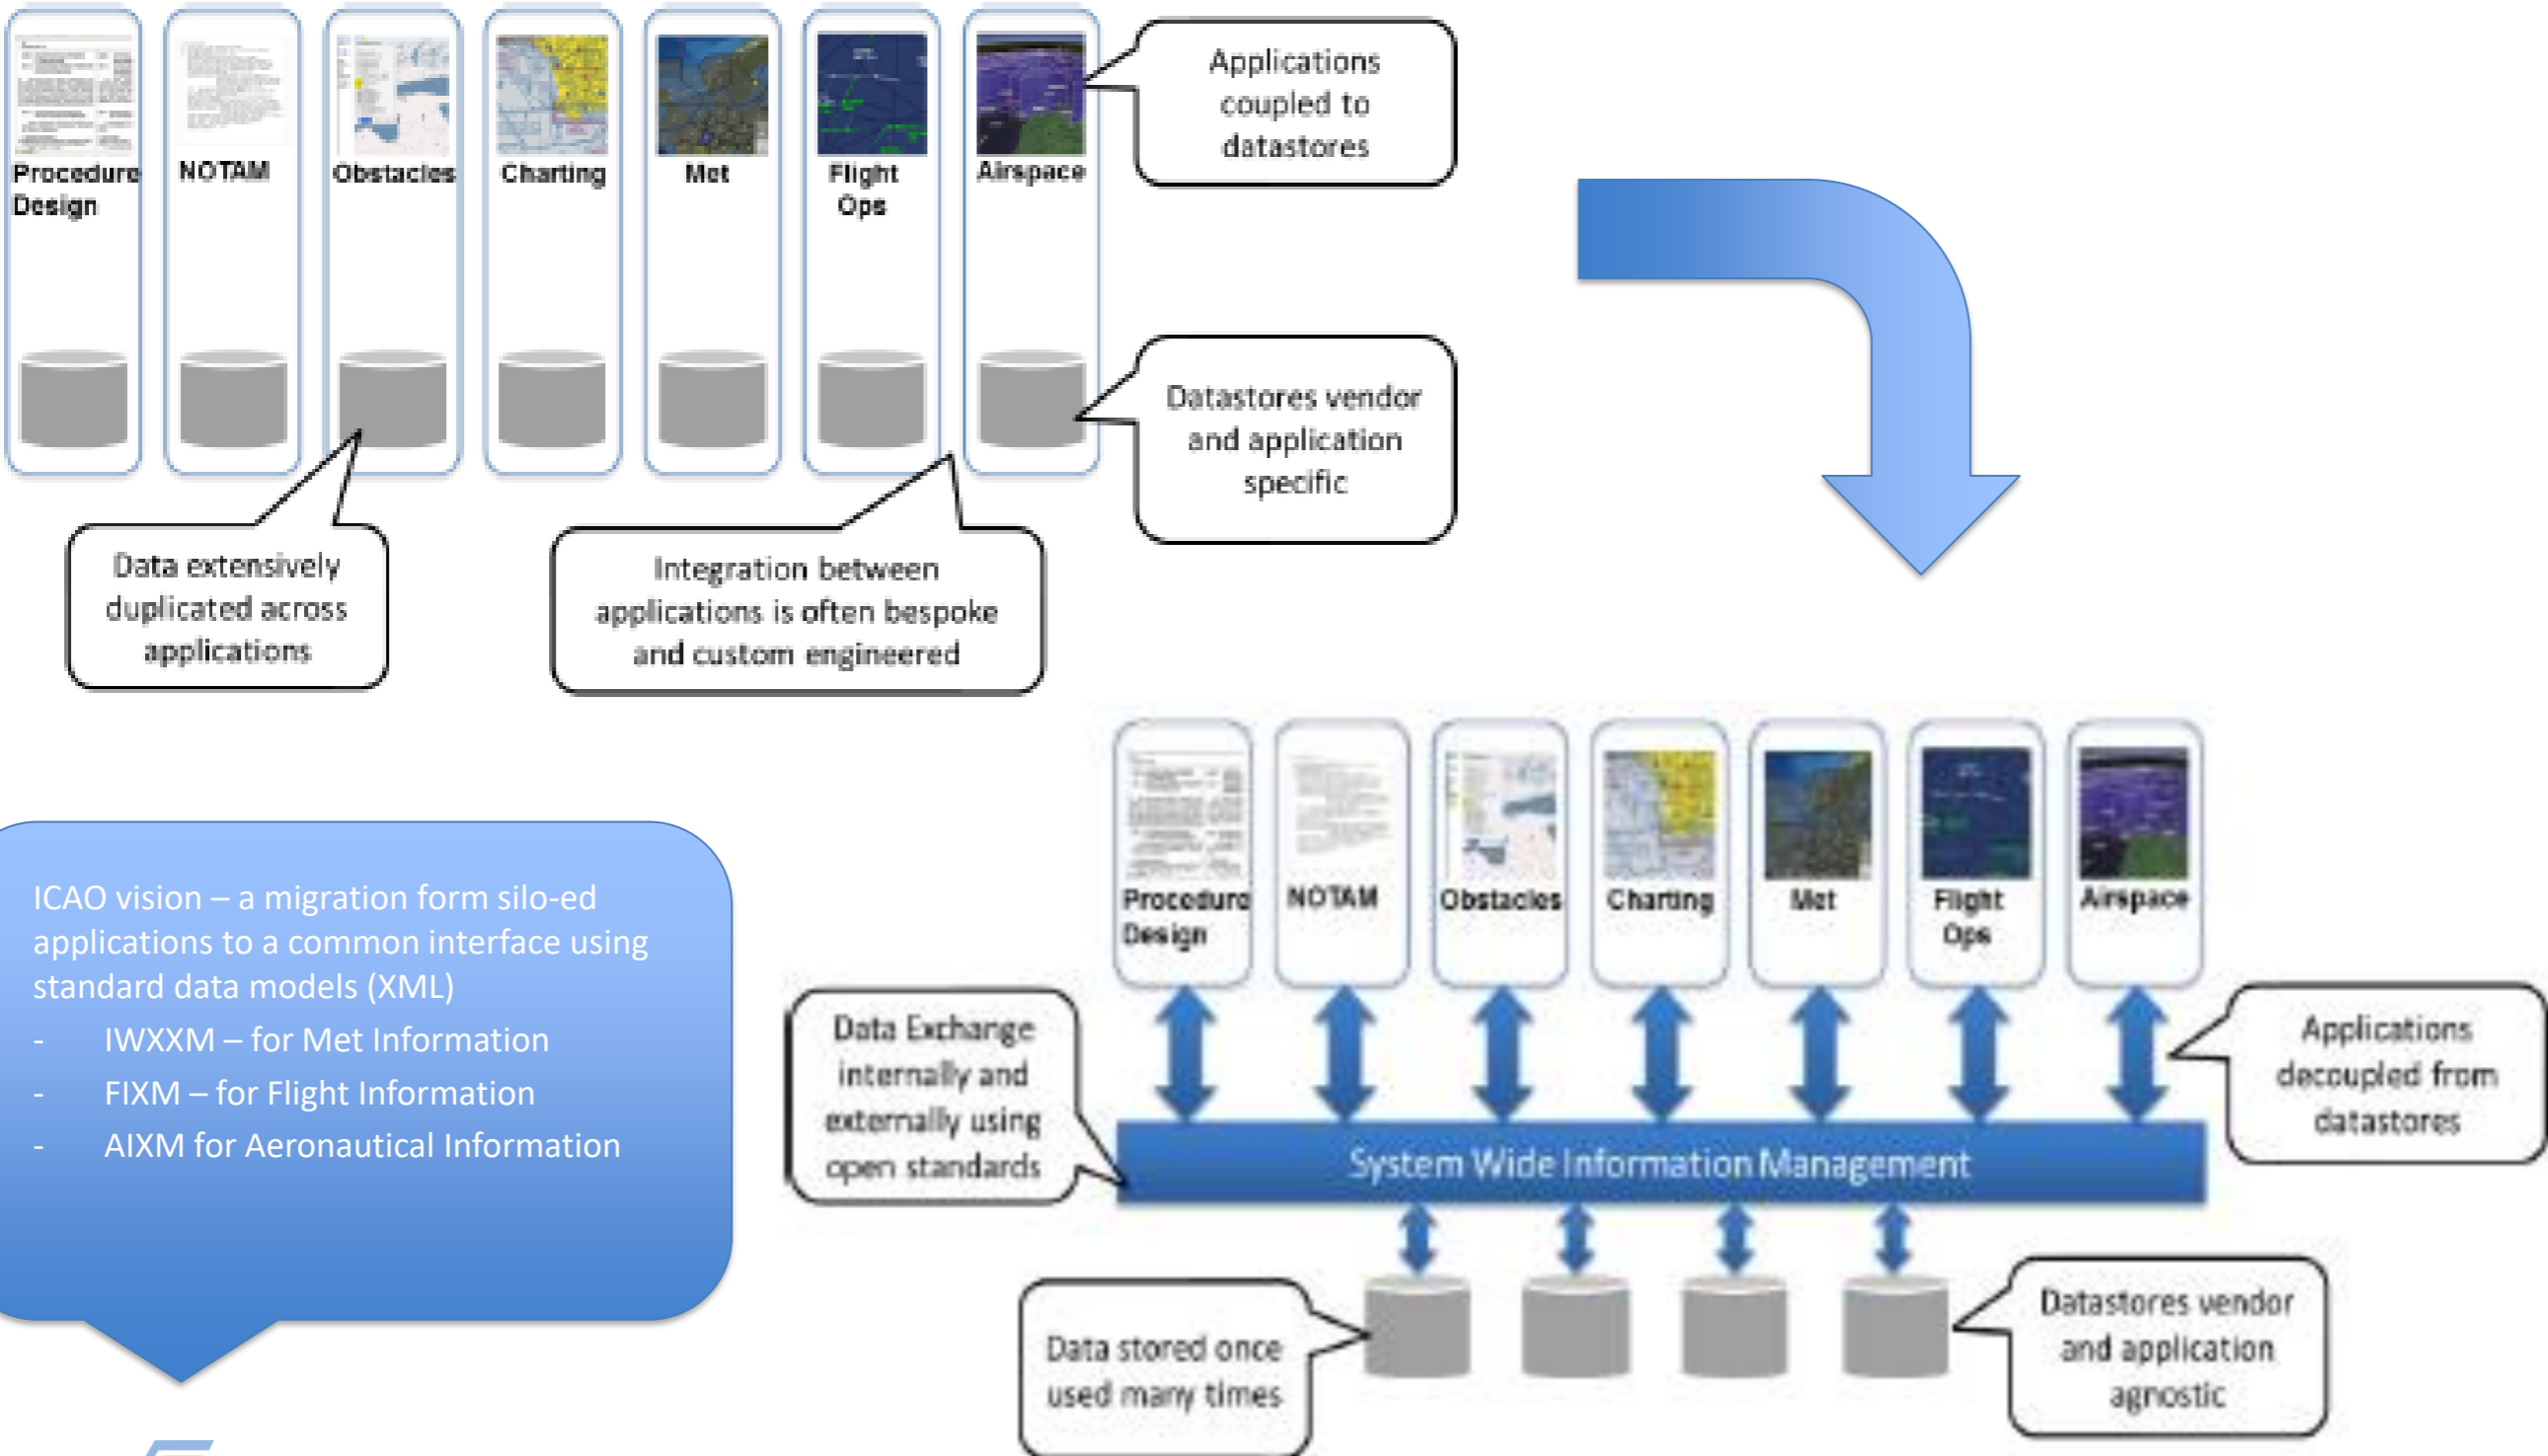 Procedure
Design
NOTAM
Obstacles
Charting
Met
Flight
Ops
Airspace
Applications
coupled to
datastores
Datastores vendor
and application
specific
Data extensively
duplicated across
applications
Integration between
applications is often bespoke
and custom engineered
ICAO vision – a migration form silo-ed
applications to a common interface using
standard data models (XML)
- IWXXM – for Met Information
- FIXM – for Flight Information
- AIXM for Aeronautical Information
Procedure
Design
NOTAM
Obstacles
Charting
Met
Flight
Ops
Airspace
Data Exchange
internally and
externally using
open standards
Applications
decoupled from
datastores
System Wide Information Management
Data stored once
used many times
Datastores vendor
and application
agnostic